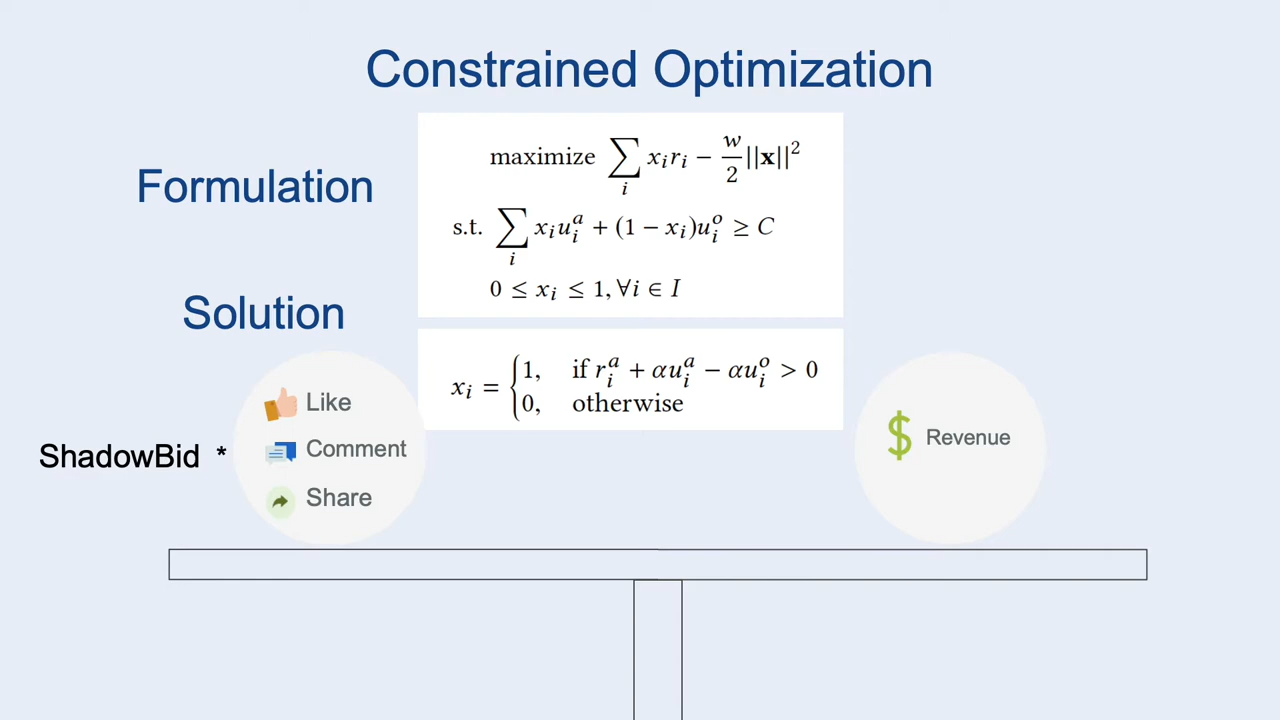 Constrained Optimization
Formulation
maximize ∑_i x_i r_i − w/2 ||x||²
s.t. ∑_i x_i u_i^a + (1 − x_i)u_i^o ≥ C
0 ≤ x_i ≤ 1, ∀i ∈ I
Solution
x_i = { 1, if r_i^a + αu_i^a − αu_i^o > 0
0, otherwise
ShadowBid *
Like
Comment
Share
$ Revenue